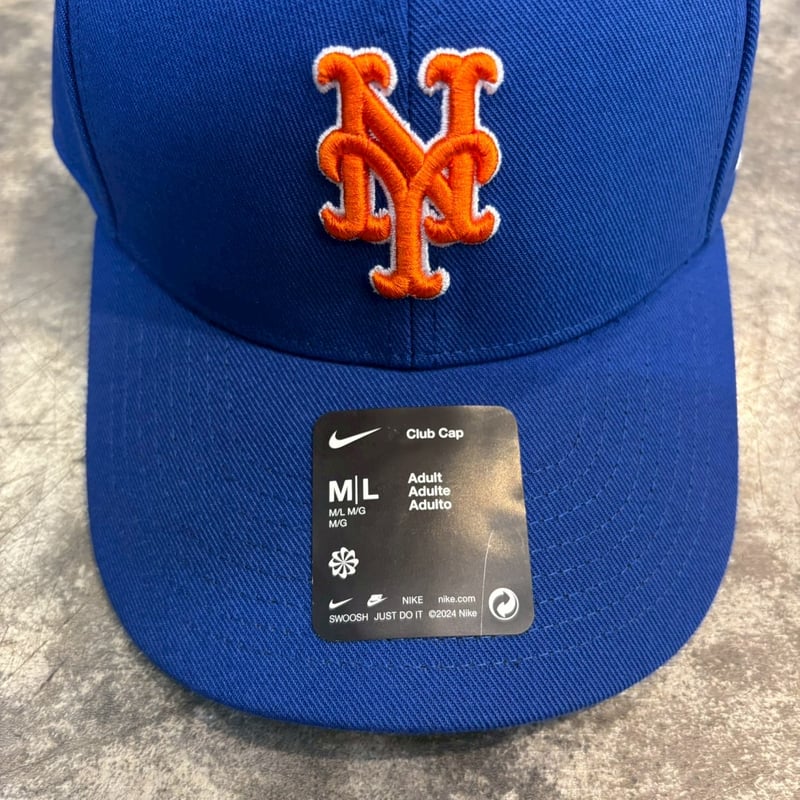 NY
Club Cap
M|L
M/L M/G
M/G
Adult
Adulte
Adulto
NIKE nike.com
SWOOSH JUST DO IT ©2024 Nike